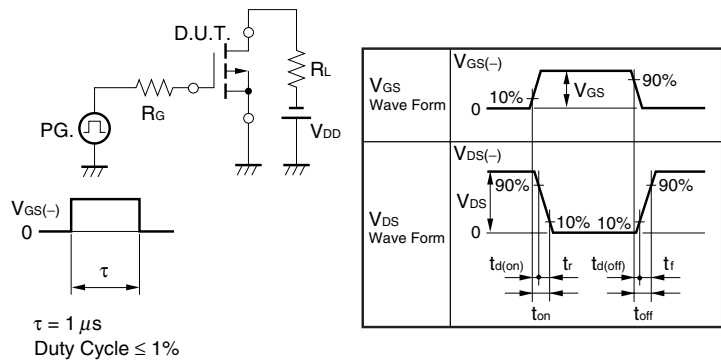 D.U.T.
RL
RG
PG.
VDD
VGS(−)
0
τ
τ = 1 μs
Duty Cycle ≤ 1%
VGS
Wave Form
VGS(−)
10%
0
VGS
90%
VDS
Wave Form
VDS(−)
90%
VDS
0
10%
10%
90%
td(on)
tr
td(off)
tf
ton
toff